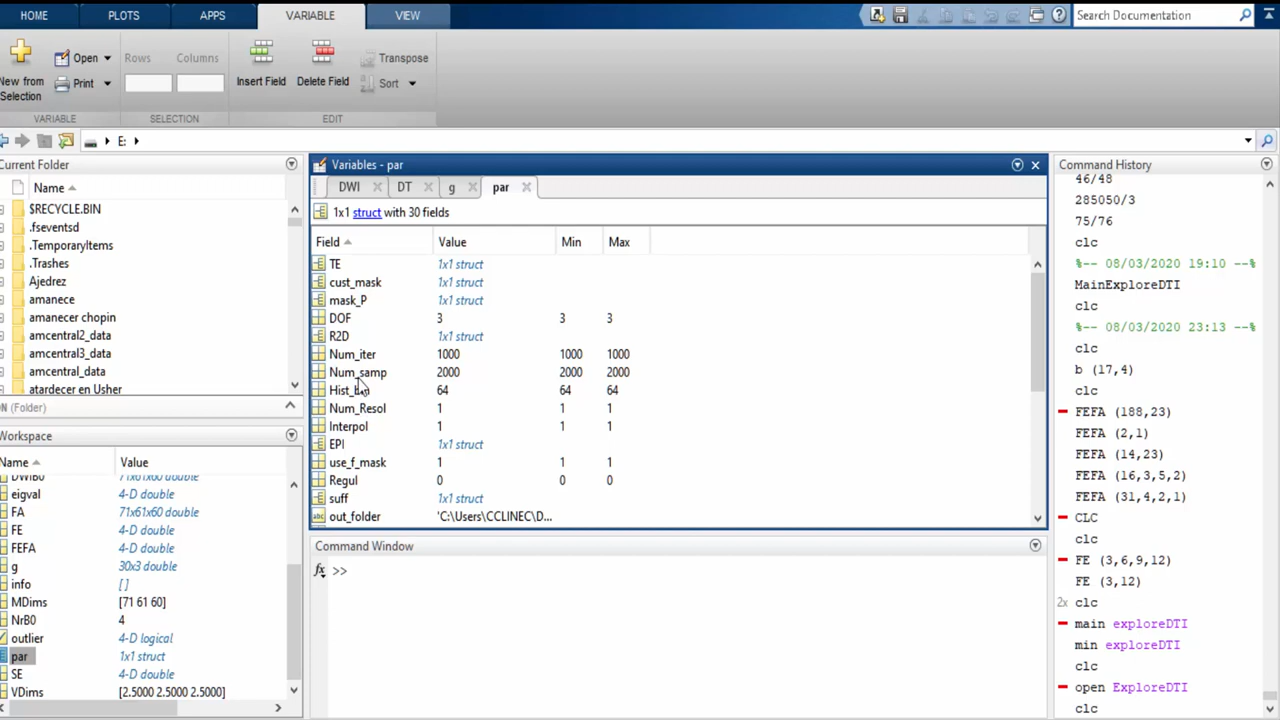 HOME PLOTS APPS VARIABLE VIEW
Search Documentation
New from Selection
Open
Print
Rows Columns
Insert Field
Delete Field
Transpose
Sort
VARIABLE SELECTION EDIT
E:
Current Folder
Name
$RECYCLE.BIN
.fseventsd
.TemporaryItems
.Trashes
Ajedrez
amanece
amanece chopin
amcentral2_data
amcentral3_data
amcentral_data
atardecer en Usher
(Folder)
Workspace
Name Value
DWIB0 71x61x60 double
eigval 4-D double
FA 71x61x60 double
FE 4-D double
FEFA 4-D double
g 30x3 double
info [ ]
MDims [71 61 60]
NrB0 4
outlier 4-D logical
par 1x1 struct
SE 4-D double
VDims [2.5000 2.5000 2.5000]
Variables - par
DWI DT g par
1x1 struct with 30 fields
Field Value Min Max
TE 1x1 struct
cust_mask 1x1 struct
mask_P 1x1 struct
DOF 3 3 3
R2D 1x1 struct
Num_iter 1000 1000 1000
Num_samp 2000 2000 2000
64 64 64
Num_Resol 1 1 1
Interpol 1 1 1
EPI 1x1 struct
use_f_mask 1 1 1
Regul 0 0 0
suff 1x1 struct
out_folder 'C:\Users\CCLINEC\D...
Command Window
fx >>
Command History
46/48
285050/3
75/76
clc
%-- 08/03/2020 19:10 --%
MainExploreDTI
clc
%-- 08/03/2020 23:13 --%
clc
b (17,4)
clc
FEFA (188,23)
FEFA (2,1)
FEFA (14,23)
FEFA (16,3,5,2)
FEFA (31,4,2,1)
CLC
clc
FE (3,6,9,12)
FE (3,12)
2x clc
main exploreDTI
min exploreDTI
clc
open ExploreDTI
clc